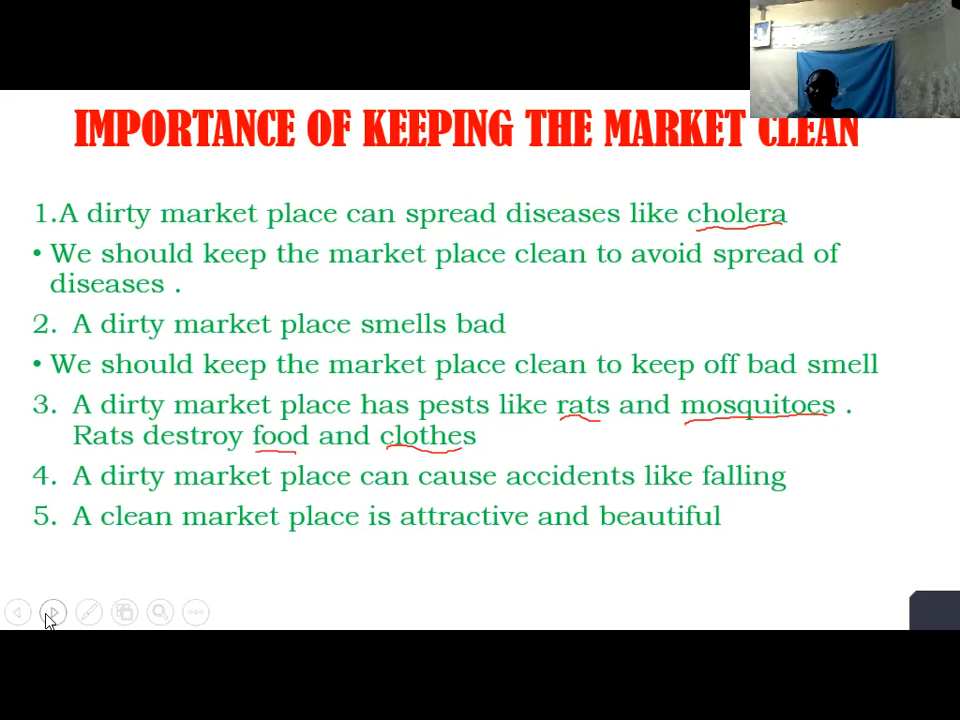 IMPORTANCE OF KEEPING THE MARKET CLEAN
1.A dirty market place can spread diseases like cholera
• We should keep the market place clean to avoid spread of
diseases .
2. A dirty market place smells bad
• We should keep the market place clean to keep off bad smell
3. A dirty market place has pests like rats and mosquitoes .
Rats destroy food and clothes
4. A dirty market place can cause accidents like falling
5. A clean market place is attractive and beautiful